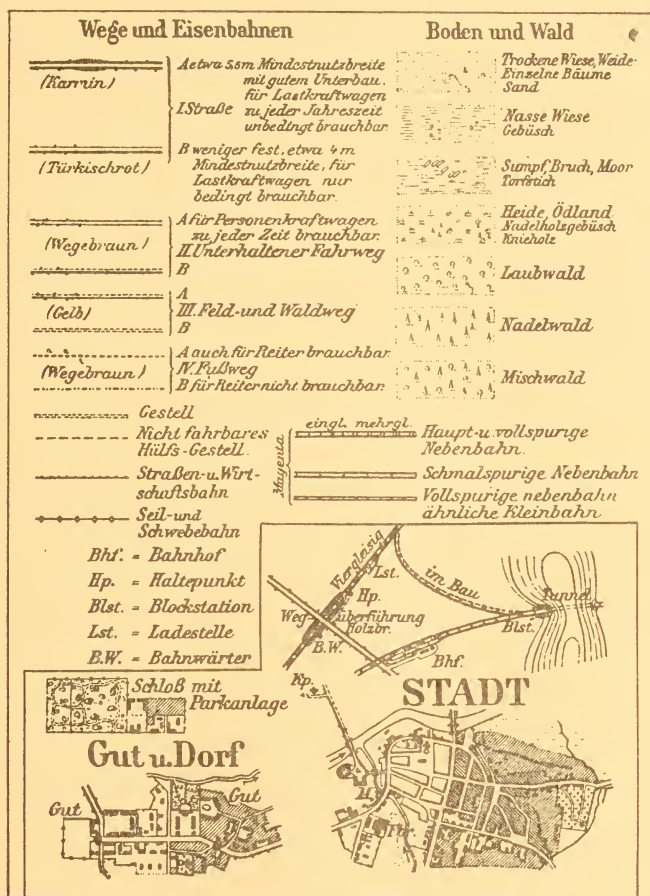 Wege und Eisenbahnen
(Karmin)
I. Straße
A etwa 5,5m Mindestnutzbreite
mit gutem Unterbau,
für Lastkraftwagen
zu jeder Jahreszeit
unbedingt brauchbar.
(Türkischrot)
B weniger fest, etwa 4 m
Mindestnutzbreite, für
Lastkraftwagen nur
bedingt brauchbar.
(Wegebraun)
A für Personenkraftwagen
zu jeder Zeit brauchbar.
II. Unterhaltener Fahrweg
B
(Gelb)
A
III. Feld- und Waldweg
B
(Wegebraun)
A auch für Reiter brauchbar.
IV. Fußweg
B für Reiter nicht brauchbar.
Gestell
Nicht fahrbares
Hülfs-Gestell.
Straßen- u. Wirt-
schaftsbahn
Seil- und
Schwebebahn
Bhf. = Bahnhof
Hp. = Haltepunkt
Blst. = Blockstation
Lst. = Ladestelle
B.W. = Bahnwärter
Boden und Wald
Trockene Wiese, Weide
Einzelne Bäume
Sand
Nasse Wiese
Gebüsch
Sumpf, Bruch, Moor
Torfstich
Heide, Ödland
Nadelholzgebüsch
Knieholz
Laubwald
Nadelwald
Mischwald
Magenta
eingl. mehrgl.
Haupt- u. vollspurige
Nebenbahn.
Schmalspurige Nebenbahn
Vollspurige nebenbahn
ähnliche Kleinbahn
Viergleisig
Lst.
im Bau
Tunnel
Hp.
Blst.
Weg-
überführung
Holzbr.
B.W.
Bhf.
Schloß mit
Parkanlage
Gut u. Dorf
Gut
Gut
Kp.
STADT